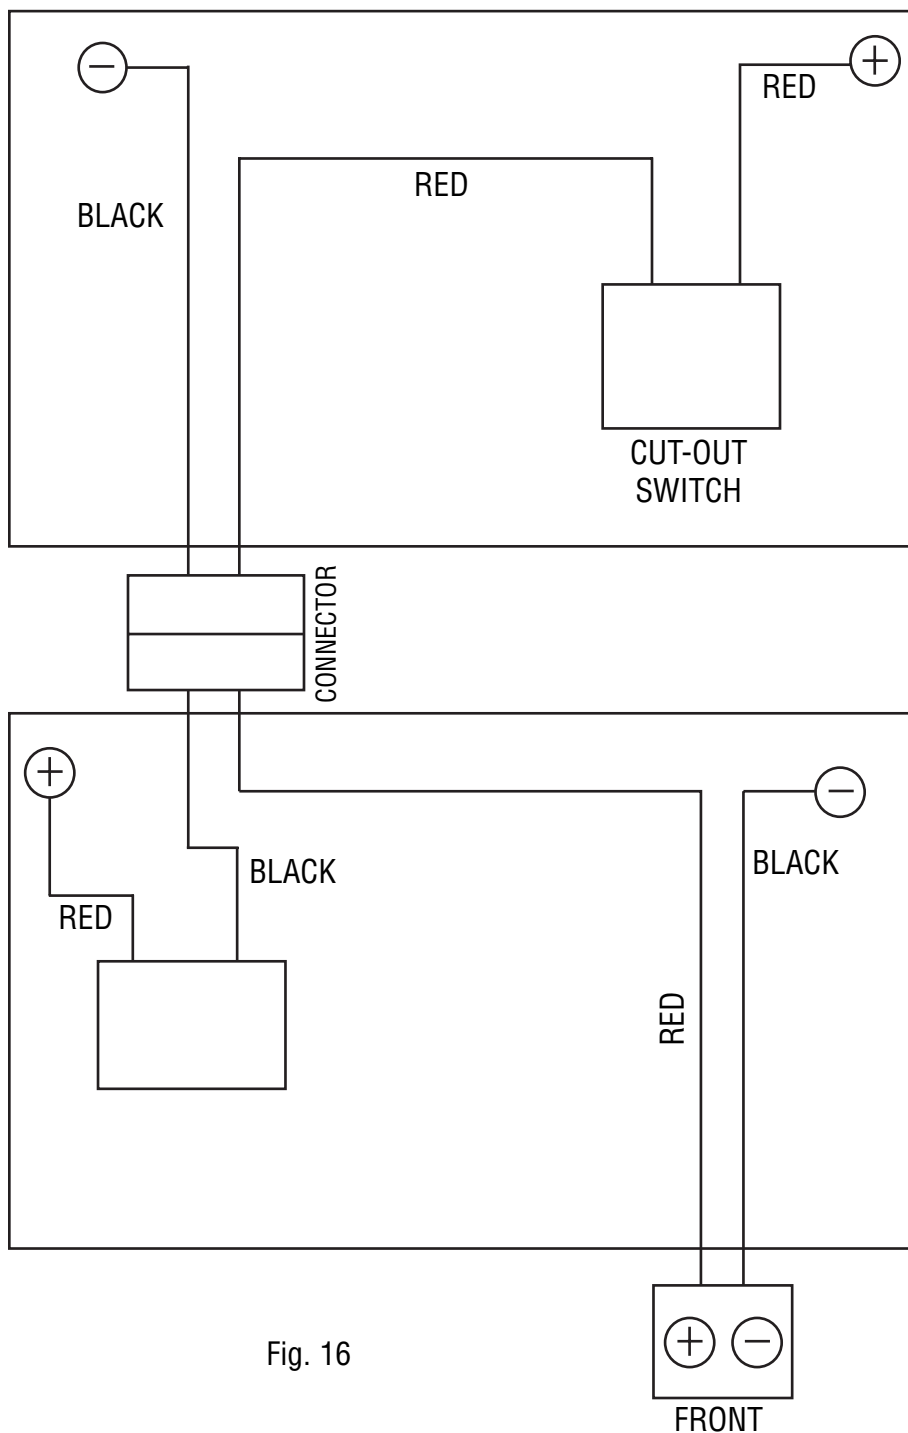 −
+
RED
RED
BLACK
CUT-OUT
SWITCH
CONNECTOR
+
−
BLACK
BLACK
RED
RED
+ −
Fig. 16
FRONT